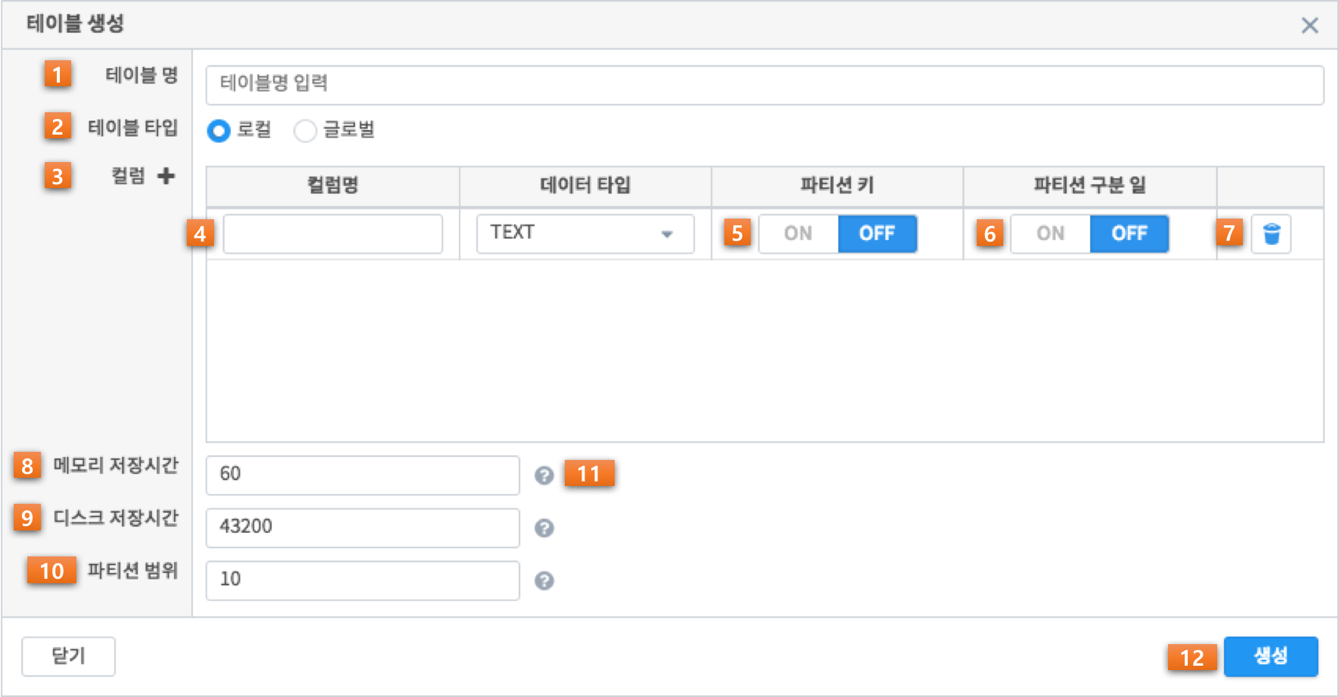 테이블 생성
1 테이블 명 테이블명 입력
2 테이블 타입 로컬 글로벌
3 컬럼 + 컬럼명 데이터 타입 파티션 키 파티션 구분 일
4 TEXT 5 ON OFF 6 ON OFF 7
8 메모리 저장시간 60 ? 11
9 디스크 저장시간 43200 ?
10 파티션 범위 10 ?
닫기 12 생성